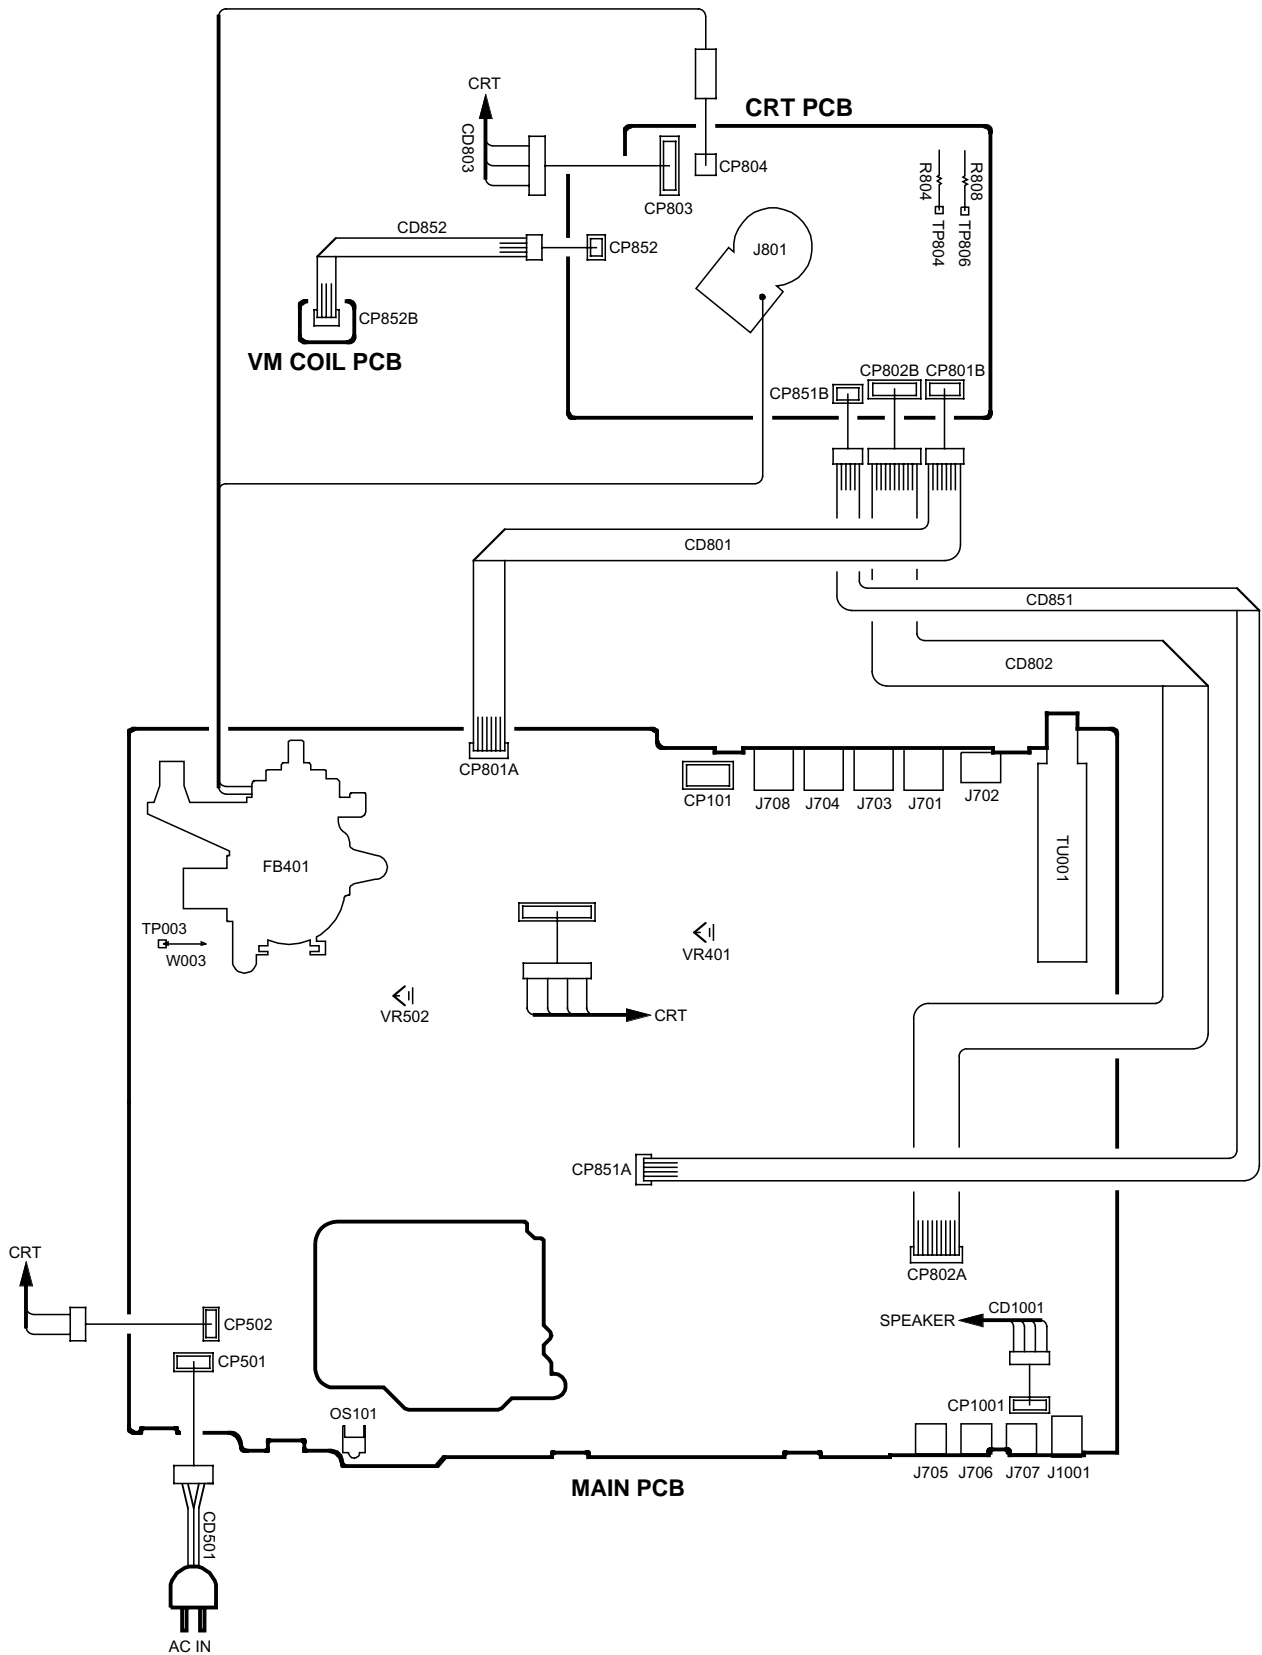 CRT
CRT PCB
CD803
CP804
R804
R808
CP803
TP804
TP806
CD852
CP852
J801
CP852B
VM COIL PCB
CP802B
CP801B
CP851B
CD801
CD851
CD802
CP801A
CP101
J708
J704
J703
J701
J702
TU001
FB401
TP003
W003
VR401
VR502
CRT
CP851A
CRT
CP802A
CP502
SPEAKER
CD1001
CP501
CP1001
OS101
J705
J706
J707
J1001
MAIN PCB
CD501
AC IN